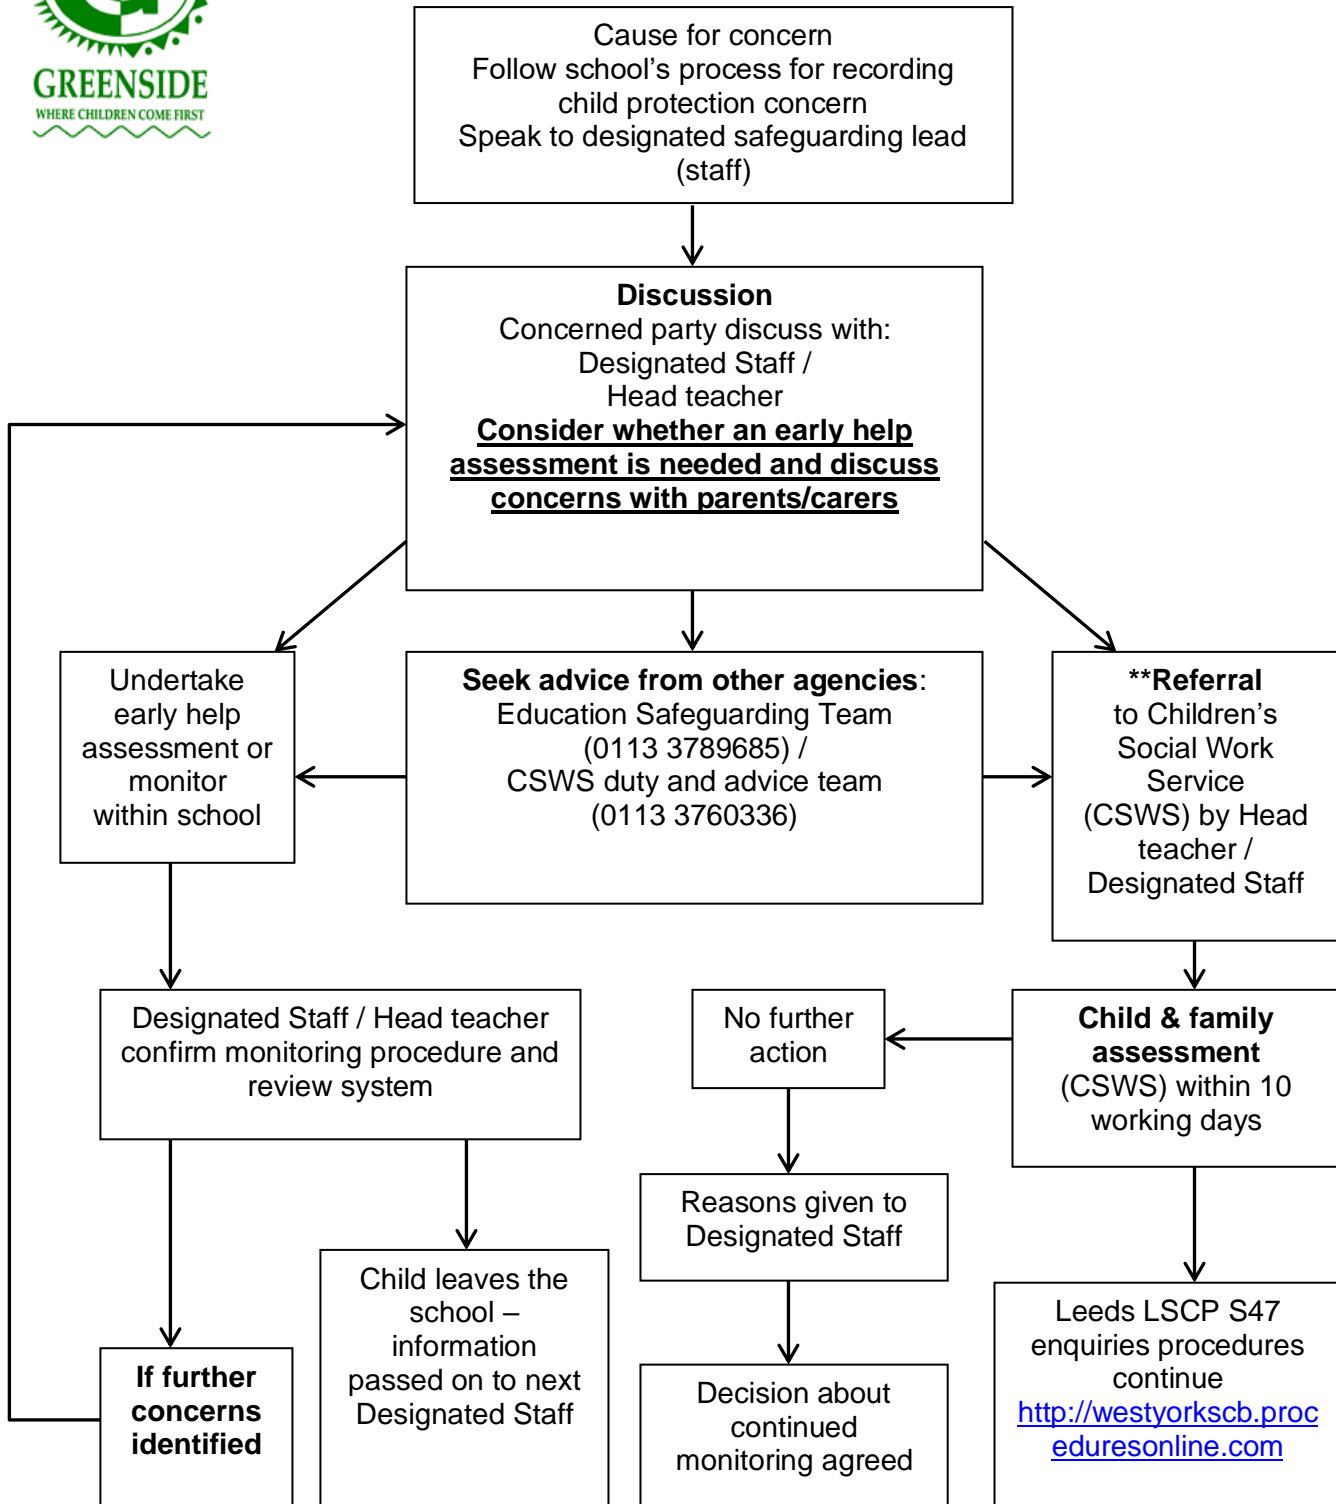 GREENSIDE
WHERE CHILDREN COME FIRST
Cause for concern
Follow school’s process for recording
child protection concern
Speak to designated safeguarding lead
(staff)
Discussion
Concerned party discuss with:
Designated Staff /
Head teacher
Consider whether an early help
assessment is needed and discuss
concerns with parents/carers
Undertake
early help
assessment or
monitor
within school
Seek advice from other agencies:
Education Safeguarding Team
(0113 3789685) /
CSWS duty and advice team
(0113 3760336)
**Referral
to Children’s
Social Work
Service
(CSWS) by Head
teacher /
Designated Staff
Designated Staff / Head teacher
confirm monitoring procedure and
review system
No further
action
Child & family
assessment
(CSWS) within 10
working days
Reasons given to
Designated Staff
If further
concerns
identified
Child leaves the
school –
information
passed on to next
Designated Staff
Decision about
continued
monitoring agreed
Leeds LSCP S47
enquiries procedures
continue
http://westyorkscb.proc
eduresonline.com